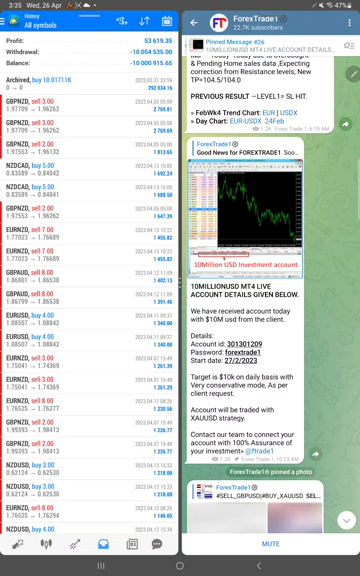 3:35 Wed, 26 Apr
47%
History
All symbols
Profit: 53 619.35
Withdrawal: -10 054 535.00
Balance: -10 000 915.65
Archived, buy 10.01711K 2023.03.31 23:59
0 → 0 292 034.16
GBPNZD, sell 3.00 2023.04.05 05:00
1.97709 → 1.96262 2 769.81
GBPNZD, sell 3.00 2023.04.05 05:00
1.97709 → 1.96262 2 769.69
GBPNZD, sell 2.00 2023.04.05 05:00
1.97553 → 1.96132 1 813.65
NZDCAD, buy 5.00 2023.04.13 16:05
0.83589 → 0.84042 1 692.24
NZDCAD, buy 5.00 2023.04.13 16:05
0.83589 → 0.84041 1 688.50
GBPNZD, sell 2.00 2023.04.05 05:00
1.97553 → 1.96262 1 647.39
EURNZD, sell 7.00 2023.04.12 15:05
1.77023 → 1.76689 1 455.82
EURNZD, sell 7.00 2023.04.12 15:05
1.77023 → 1.76689 1 455.82
GBPAUD, sell 8.00 2023.04.12 11:09
1.86801 → 1.86538 1 402.13
GBPAUD, sell 8.00 2023.04.12 11:09
1.86799 → 1.86538 1 391.46
EURUSD, buy 4.00 2023.04.11 09:37
1.08507 → 1.08842 1 340.00
EURUSD, buy 4.00 2023.04.11 09:37
1.08507 → 1.08842 1 340.00
EURNZD, sell 3.00 2023.04.07 15:49
1.75041 → 1.74369 1 261.29
EURNZD, sell 3.00 2023.04.07 15:49
1.75041 → 1.74369 1 261.29
EURNZD, sell 8.00 2023.04.12 08:26
1.76525 → 1.76277 1 230.56
GBPNZD, sell 2.00 2023.04.07 15:49
1.99393 → 1.98413 1 226.77
GBPNZD, sell 2.00 2023.04.07 15:49
1.99393 → 1.98413 1 226.77
NZDUSD, buy 3.00 2023.04.13 15:33
0.62124 → 0.62530 1 218.00
NZDUSD, buy 3.00 2023.04.13 15:33
0.62124 → 0.62530 1 218.00
EURNZD, sell 8.00 2023.04.12 08:26
1.76525 → 1.76294 1 146.05
NZDUSD, buy 4.00 2023.04.12 15:39
ForexTrade1
22.7K subscribers
Pinned Message #26
10MILLIONUSD MT4 LIVE ACCOUNT DETAILS...
& Pending Home sales data, Expecting
correction from Resistance levels, New
TP=104.5/104.0
PREVIOUS RESULT —LEVEL1= SL HIT.
» FebWk4 Trend Chart: EUR | USDX
» Day Chart: EUR-USDX :24Feb
1.2K Forex Trade 1, 6:19 AM
ForexTrade1®
Good News for FOREXTRADE1 Soo...
10Million USD Investment account
10MILLIONUSD MT4 LIVE
ACCOUNT DETAILS GIVEN BELOW.
We have received account today
with $10M usd from the client.
Details:
Account id: 301301209
Password: forextrade1
Start date: 27/2/2023
Target is $10k on daily basis with
Very conservative mode, As per
client request.
Account will be traded with
XAUUSD strategy.
Contact our team to connect your
account with 100% Assurance of
your investment» @ftrade1
1.2K Forex Trade 1, 10:23 AM
ForexTrade1® pinned a photo
ForexTrade1®
#SELL_GBPUSD|#BUY_XAUUSD SEL...
MUTE